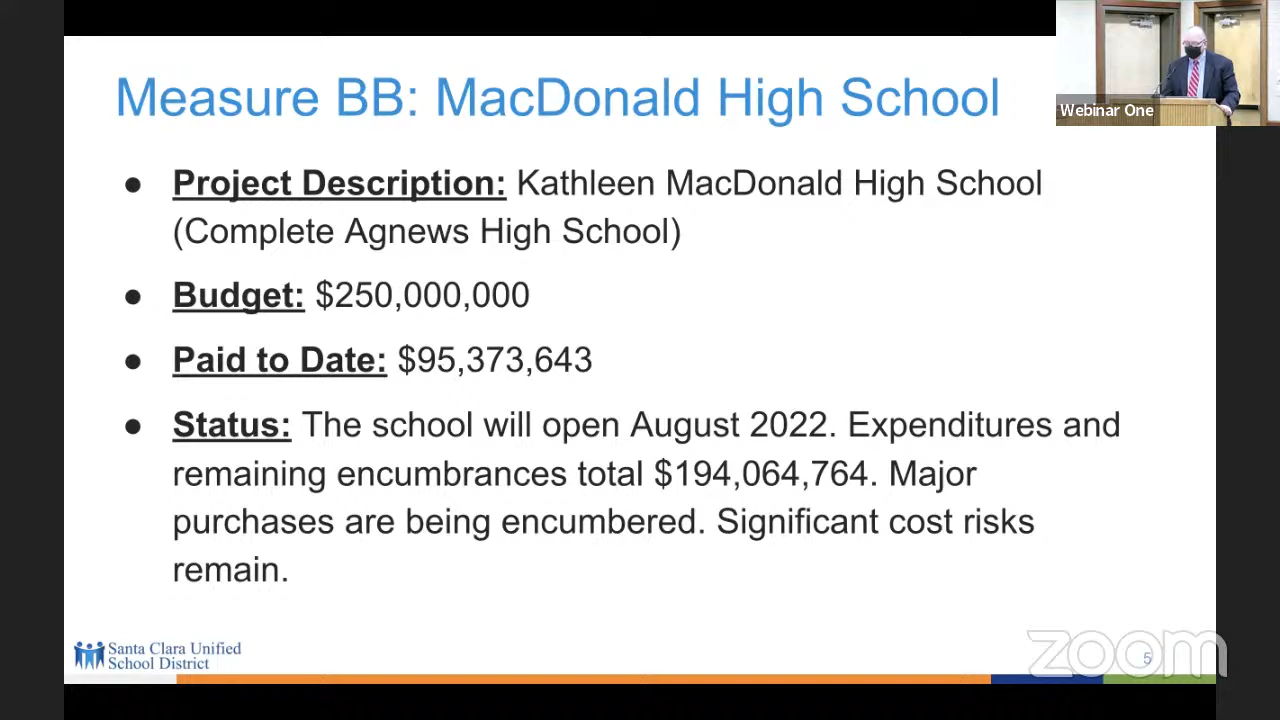 Measure BB: MacDonald High School
Webinar One
● Project Description: Kathleen MacDonald High School
(Complete Agnews High School)
● Budget: $250,000,000
● Paid to Date: $95,373,643
● Status: The school will open August 2022. Expenditures and
remaining encumbrances total $194,064,764. Major
purchases are being encumbered. Significant cost risks
remain.
Santa Clara Unified
School District
zoom
5